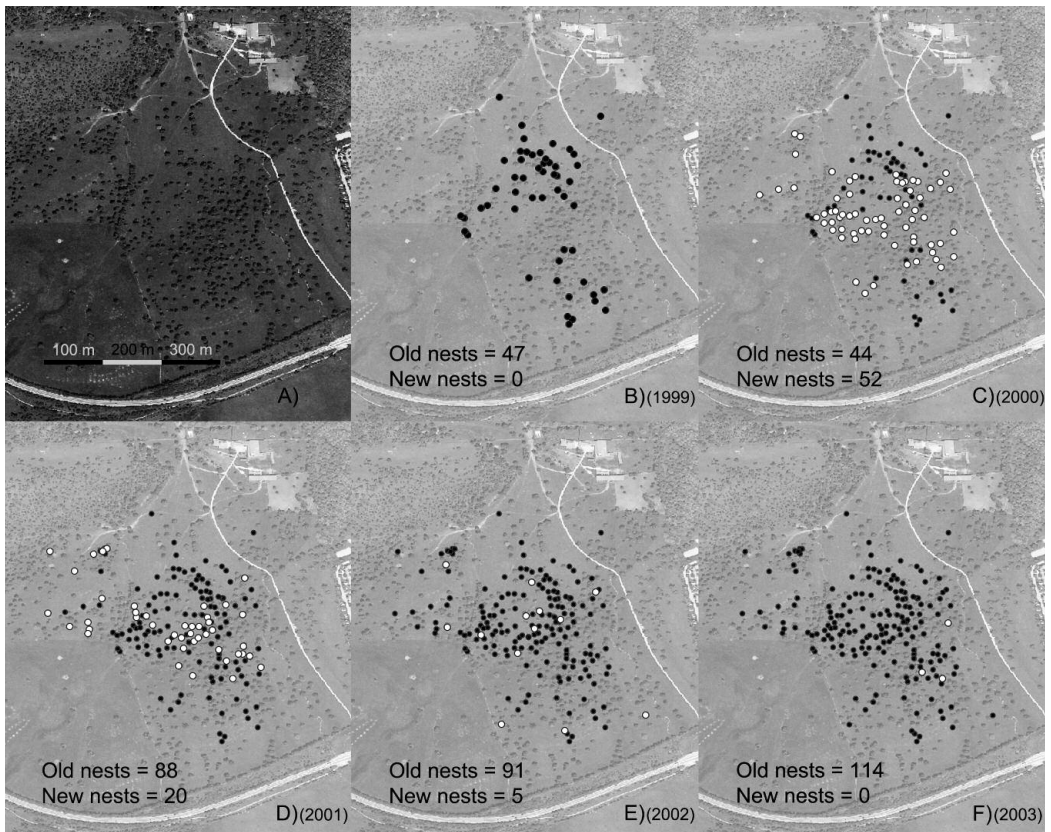 100 m 200 m 300 m
A)
Old nests = 47
New nests = 0
B)(1999)
Old nests = 44
New nests = 52
C)(2000)
Old nests = 88
New nests = 20
D)(2001)
Old nests = 91
New nests = 5
E)(2002)
Old nests = 114
New nests = 0
F)(2003)